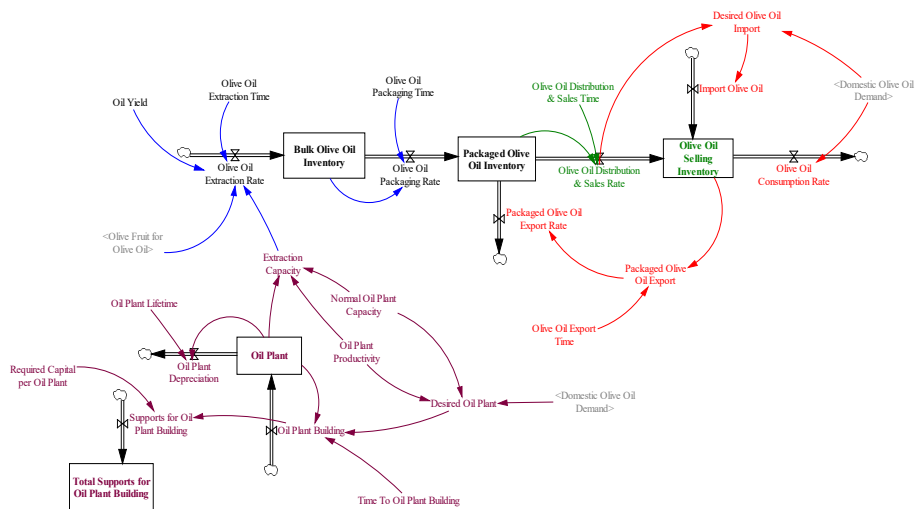 Desired Olive Oil
Import
Olive Oil
Extraction Time
Olive Oil
Packaging Time
Olive Oil Distribution
& Sales Time
Import Olive Oil
<Domestic Olive Oil
Demand>
Oil Yield
Bulk Olive Oil
Inventory
Packaged Olive
Oil Inventory
Olive Oil
Selling
Inventory
Olive Oil
Extraction Rate
Olive Oil
Packaging Rate
Olive Oil Distribution
& Sales Rate
Olive Oil
Consumption Rate
Packaged Olive Oil
Export Rate
<Olive Fruit for
Olive Oil>
Extraction
Capacity
Packaged Olive
Oil Export
Oil Plant Lifetime
Normal Oil Plant
Capacity
Olive Oil Export
Time
Oil Plant
Oil Plant
Productivity
Oil Plant
Depreciation
Required Capital
per Oil Plant
Desired Oil Plant
<Domestic Olive Oil
Demand>
Supports for Oil
Plant Building
Oil Plant Building
Total Supports for
Oil Plant Building
Time To Oil Plant Building